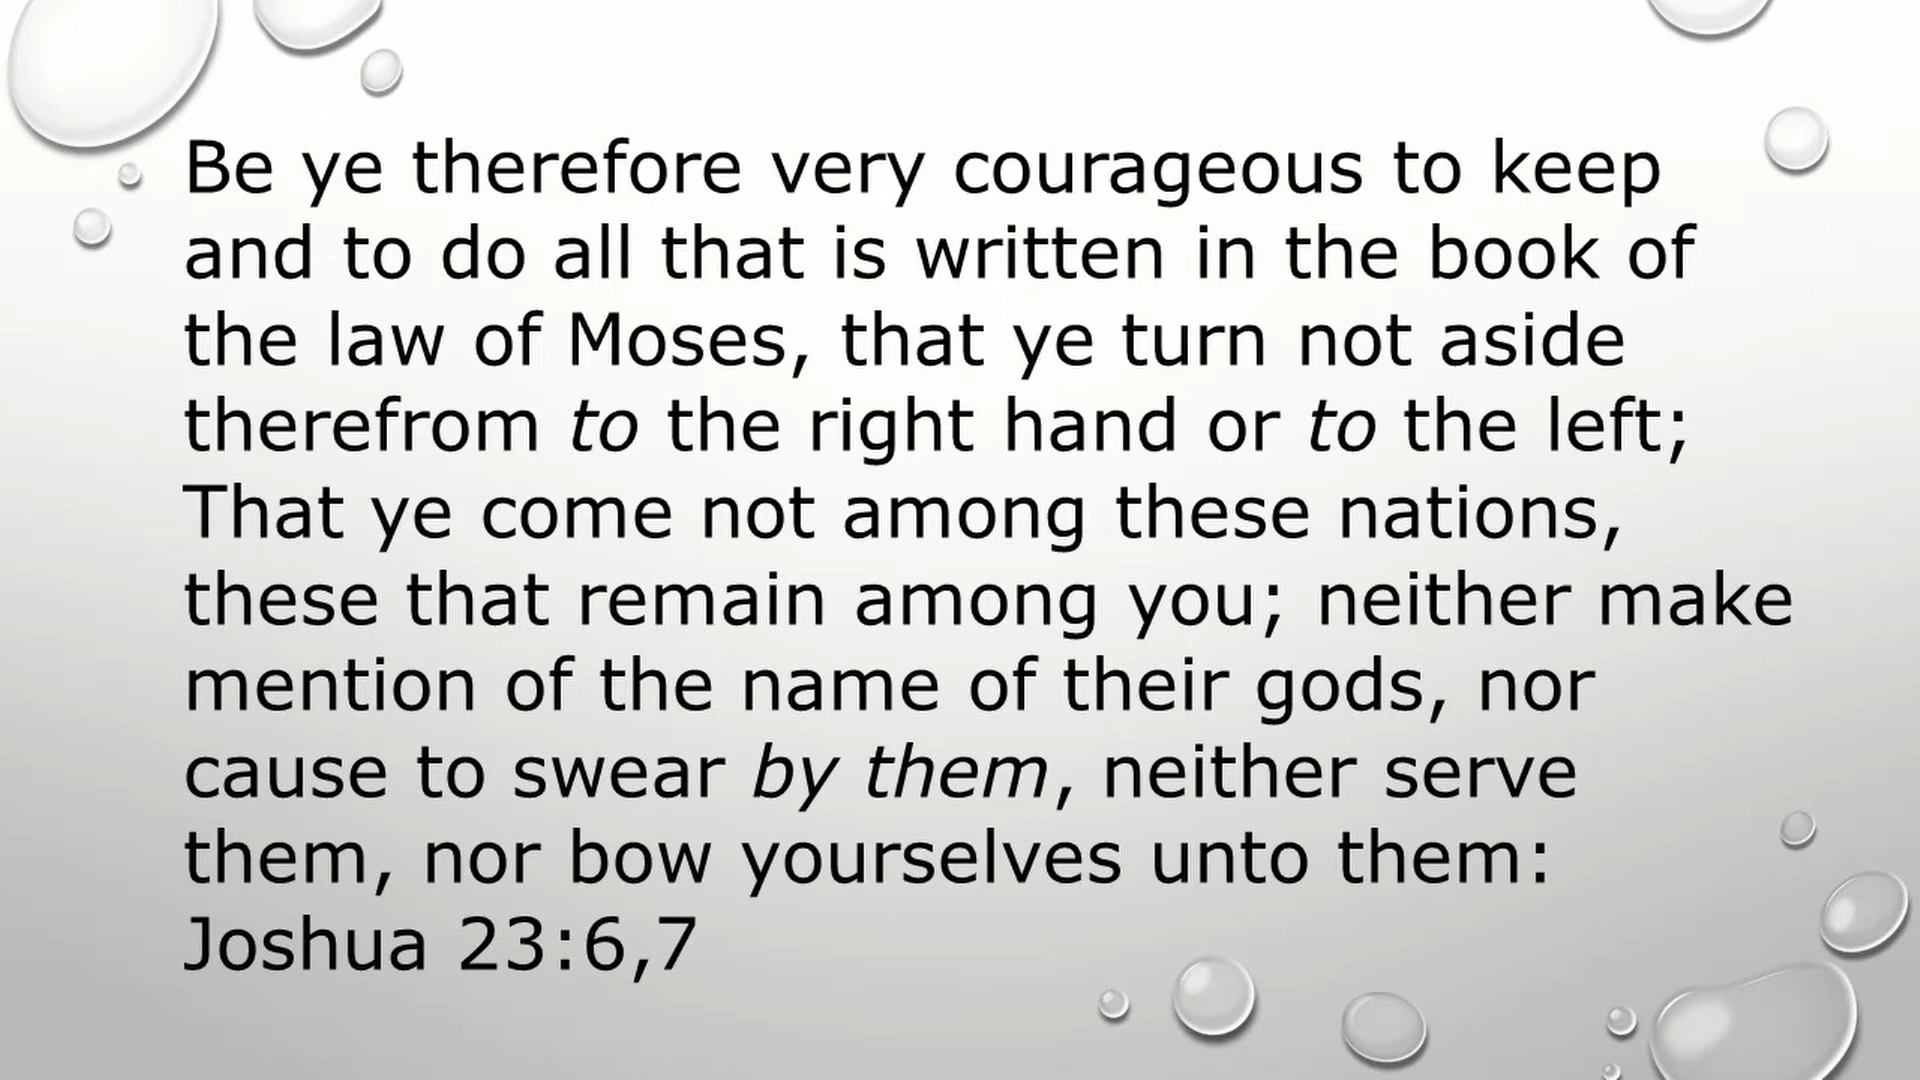 Be ye therefore very courageous to keep
and to do all that is written in the book of
the law of Moses, that ye turn not aside
therefrom to the right hand or to the left;
That ye come not among these nations,
these that remain among you; neither make
mention of the name of their gods, nor
cause to swear by them, neither serve
them, nor bow yourselves unto them:
Joshua 23:6,7